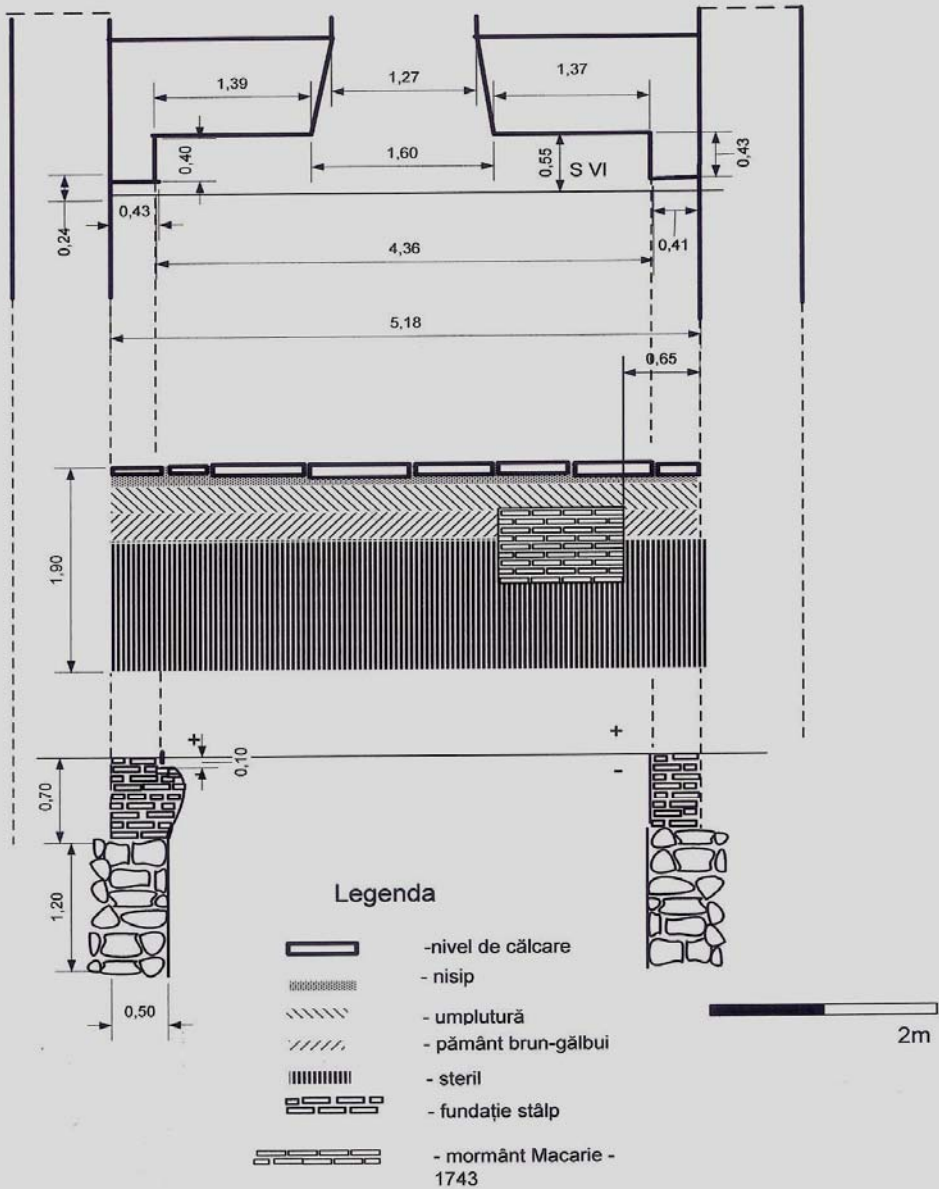 1,39
1,27
1,37
0,40
1,60
0,55
S VI
0,43
0,24
0,43
0,41
4,36
5,18
0,65
1,90
+
-
0,10
+
-
0,70
1,20
0,50
Legenda
-nivel de călcare
- nisip
- umplutură
- pământ brun-gălbui
- steril
- fundație stâlp
- mormânt Macarie -
1743
2m